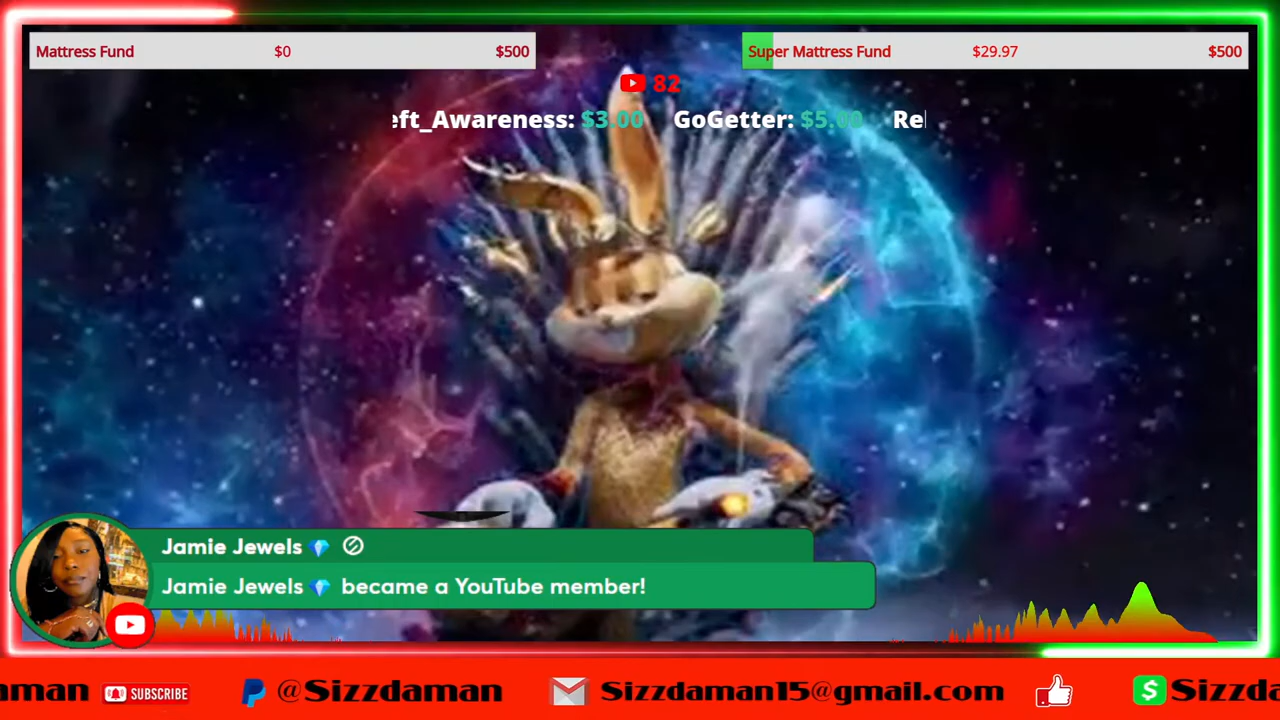 Mattress Fund $0 $500
Super Mattress Fund $29.97 $500
82
eft_Awareness: $3.00 GoGetter: $5.00 Re
Jamie Jewels
Jamie Jewels became a YouTube member!
aman SUBSCRIBE @Sizzdaman Sizzdaman15@gmail.com $ Sizzda